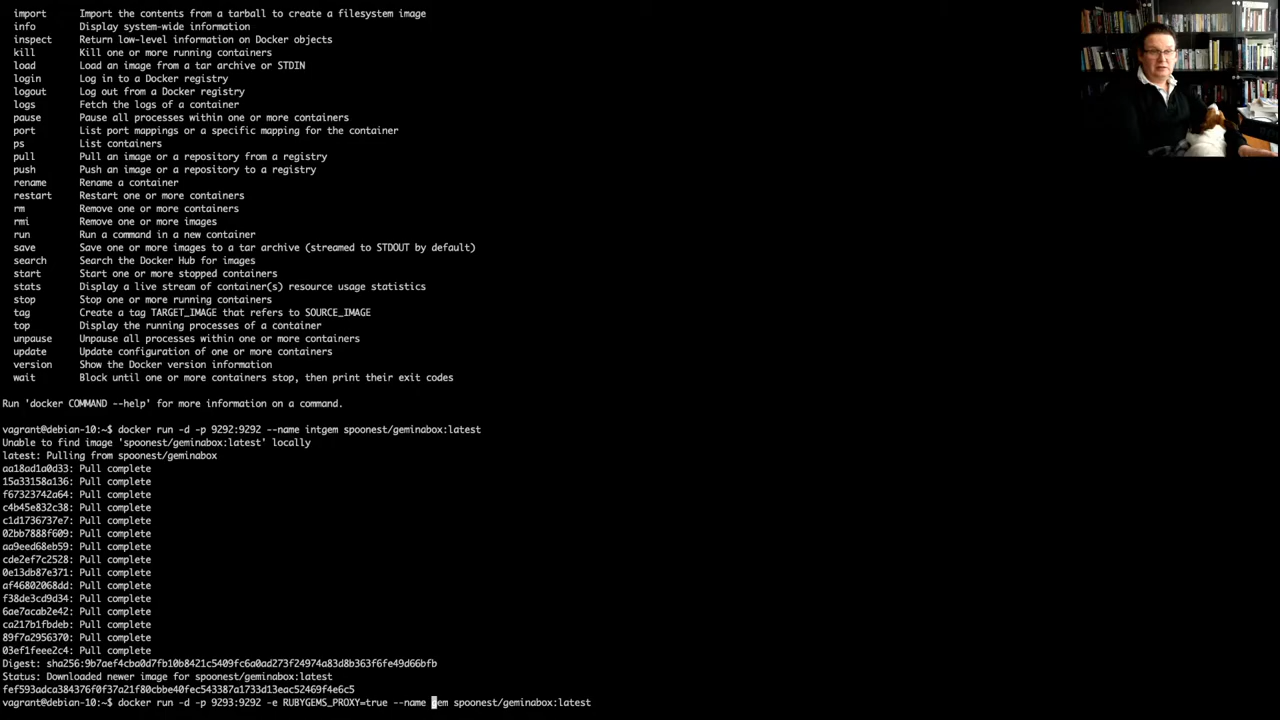 import Import the contents from a tarball to create a filesystem image
info Display system-wide information
inspect Return low-level information on Docker objects
kill Kill one or more running containers
load Load an image from a tar archive or STDIN
login Log in to a Docker registry
logout Log out from a Docker registry
logs Fetch the logs of a container
pause Pause all processes within one or more containers
port List port mappings or a specific mapping for the container
ps List containers
pull Pull an image or a repository from a registry
push Push an image or a repository to a registry
rename Rename a container
restart Restart one or more containers
rm Remove one or more containers
rmi Remove one or more images
run Run a command in a new container
save Save one or more images to a tar archive (streamed to STDOUT by default)
search Search the Docker Hub for images
start Start one or more stopped containers
stats Display a live stream of container(s) resource usage statistics
stop Stop one or more running containers
tag Create a tag TARGET_IMAGE that refers to SOURCE_IMAGE
top Display the running processes of a container
unpause Unpause all processes within one or more containers
update Update configuration of one or more containers
version Show the Docker version information
wait Block until one or more containers stop, then print their exit codes
Run 'docker COMMAND --help' for more information on a command.
vagrant@debian-10:~$ docker run -d -p 9292:9292 --name intgem spoonest/geminabox:latest
Unable to find image 'spoonest/geminabox:latest' locally
latest: Pulling from spoonest/geminabox
aa18ad1a0d33: Pull complete
15a33158a136: Pull complete
f67323742a64: Pull complete
c4b45e832c38: Pull complete
c1d1736737e7: Pull complete
02bb7888f609: Pull complete
aa9eed68eb59: Pull complete
cde2ef7c2528: Pull complete
0e13db87e371: Pull complete
af46802068dd: Pull complete
f38de3cd9d34: Pull complete
6ae7acab2e42: Pull complete
ca217b1fbdeb: Pull complete
89f7a2956370: Pull complete
03ef1feee2c4: Pull complete
Digest: sha256:9b7aef4cba0d7fb10b8421c5409fc6a0ad273f24974a83d8b363f6fe49d66bfb
Status: Downloaded newer image for spoonest/geminabox:latest
fef593adca384376f0f37a21f80cbbe40fec543387a1733d13eac52469f4e6c5
vagrant@debian-10:~$ docker run -d -p 9293:9292 -e RUBYGEMS_PROXY=true --name gem spoonest/geminabox:latest